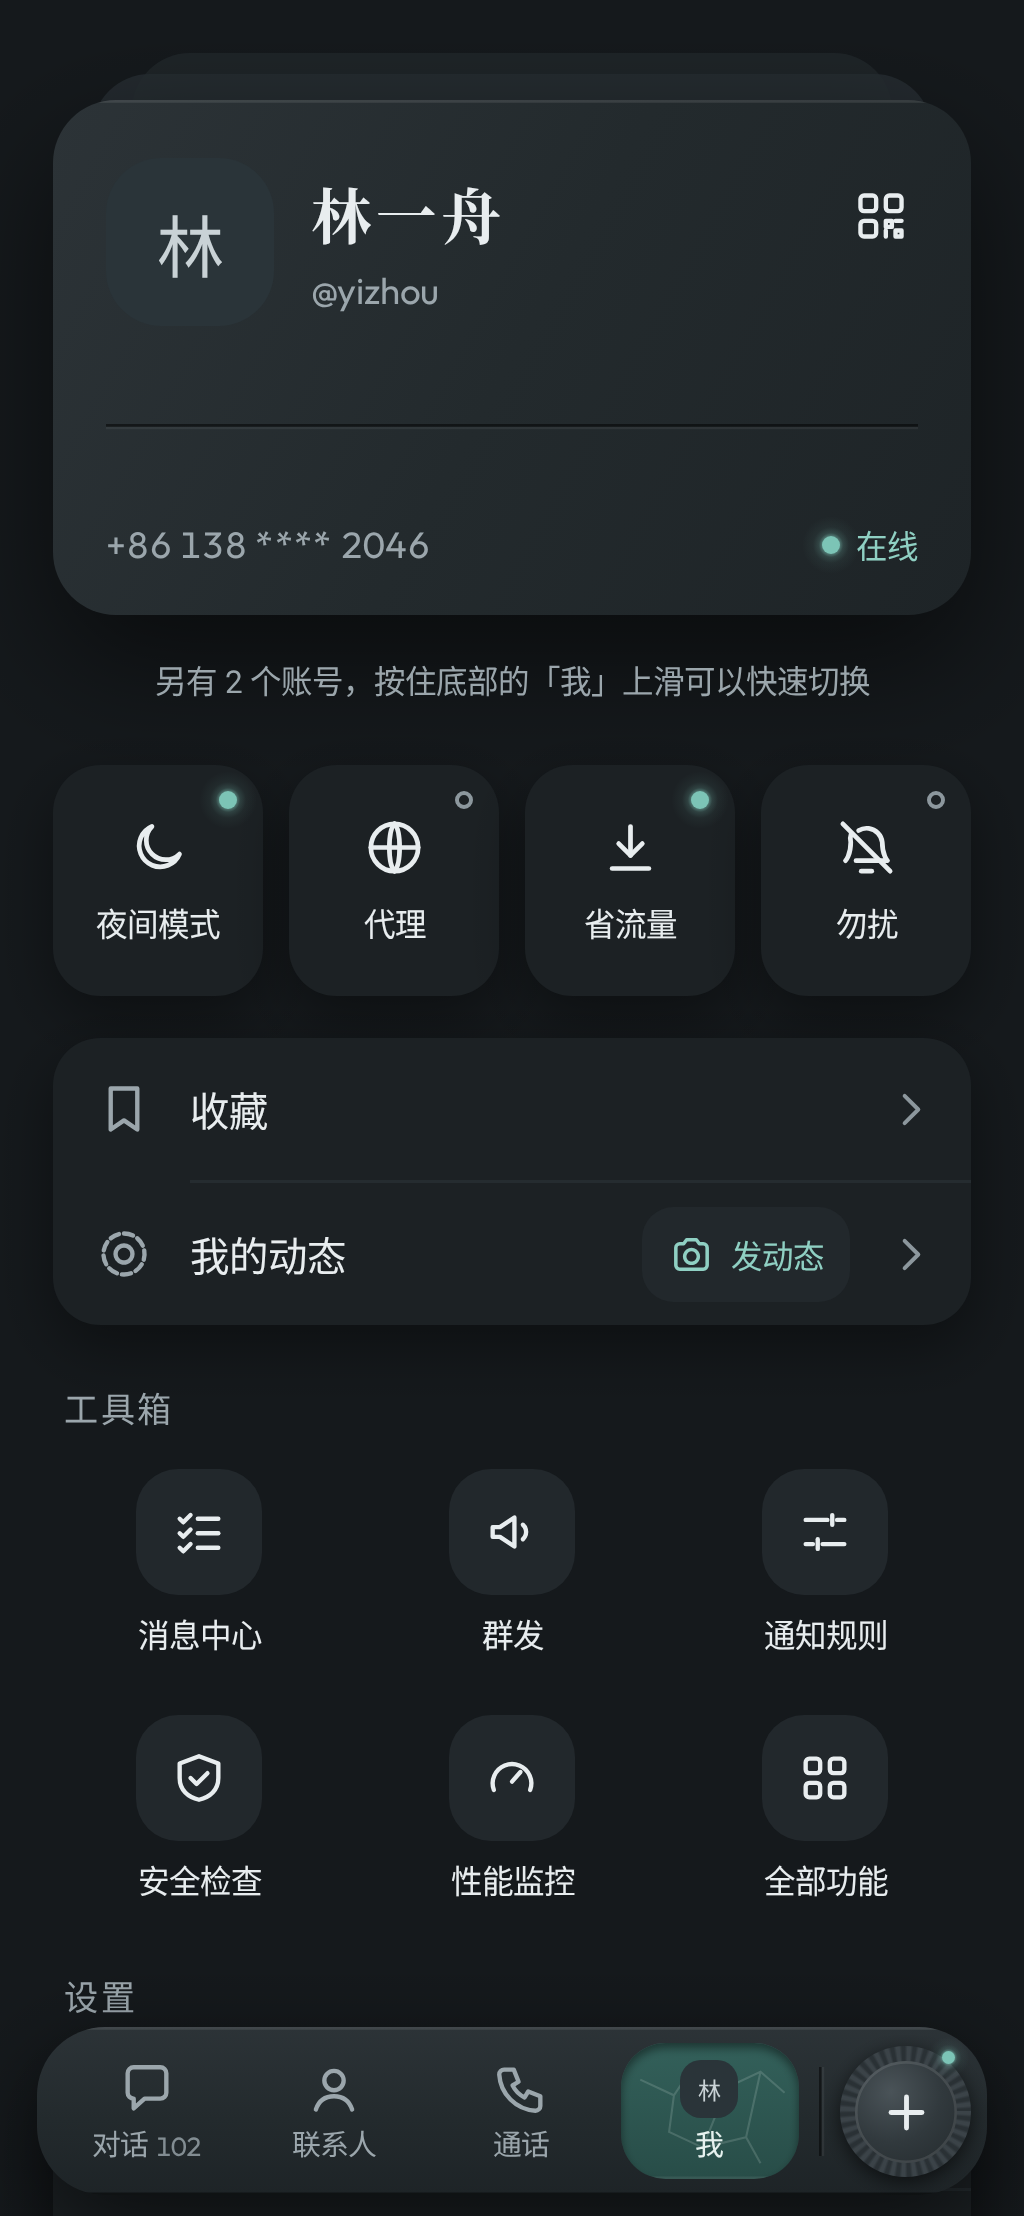 林
林一舟
@yizhou
+86 138 **** 2046
在线
另有 2 个账号，按住底部的「我」上滑可以快速切换
夜间模式
代理
省流量
勿扰
收藏
我的动态
发动态
工具箱
消息中心
群发
通知规则
安全检查
性能监控
全部功能
设置
对话 102
联系人
通话
林
我